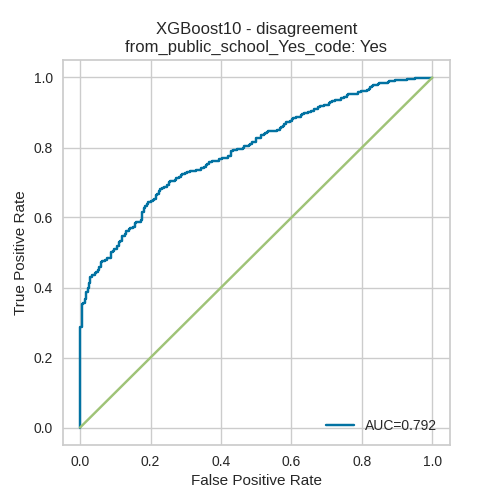 XGBoost10 - disagreement
from_public_school_Yes_code: Yes
True Positive Rate
1.0
0.8
0.6
0.4
0.2
0.0
AUC=0.792
0.0 0.2 0.4 0.6 0.8 1.0
False Positive Rate